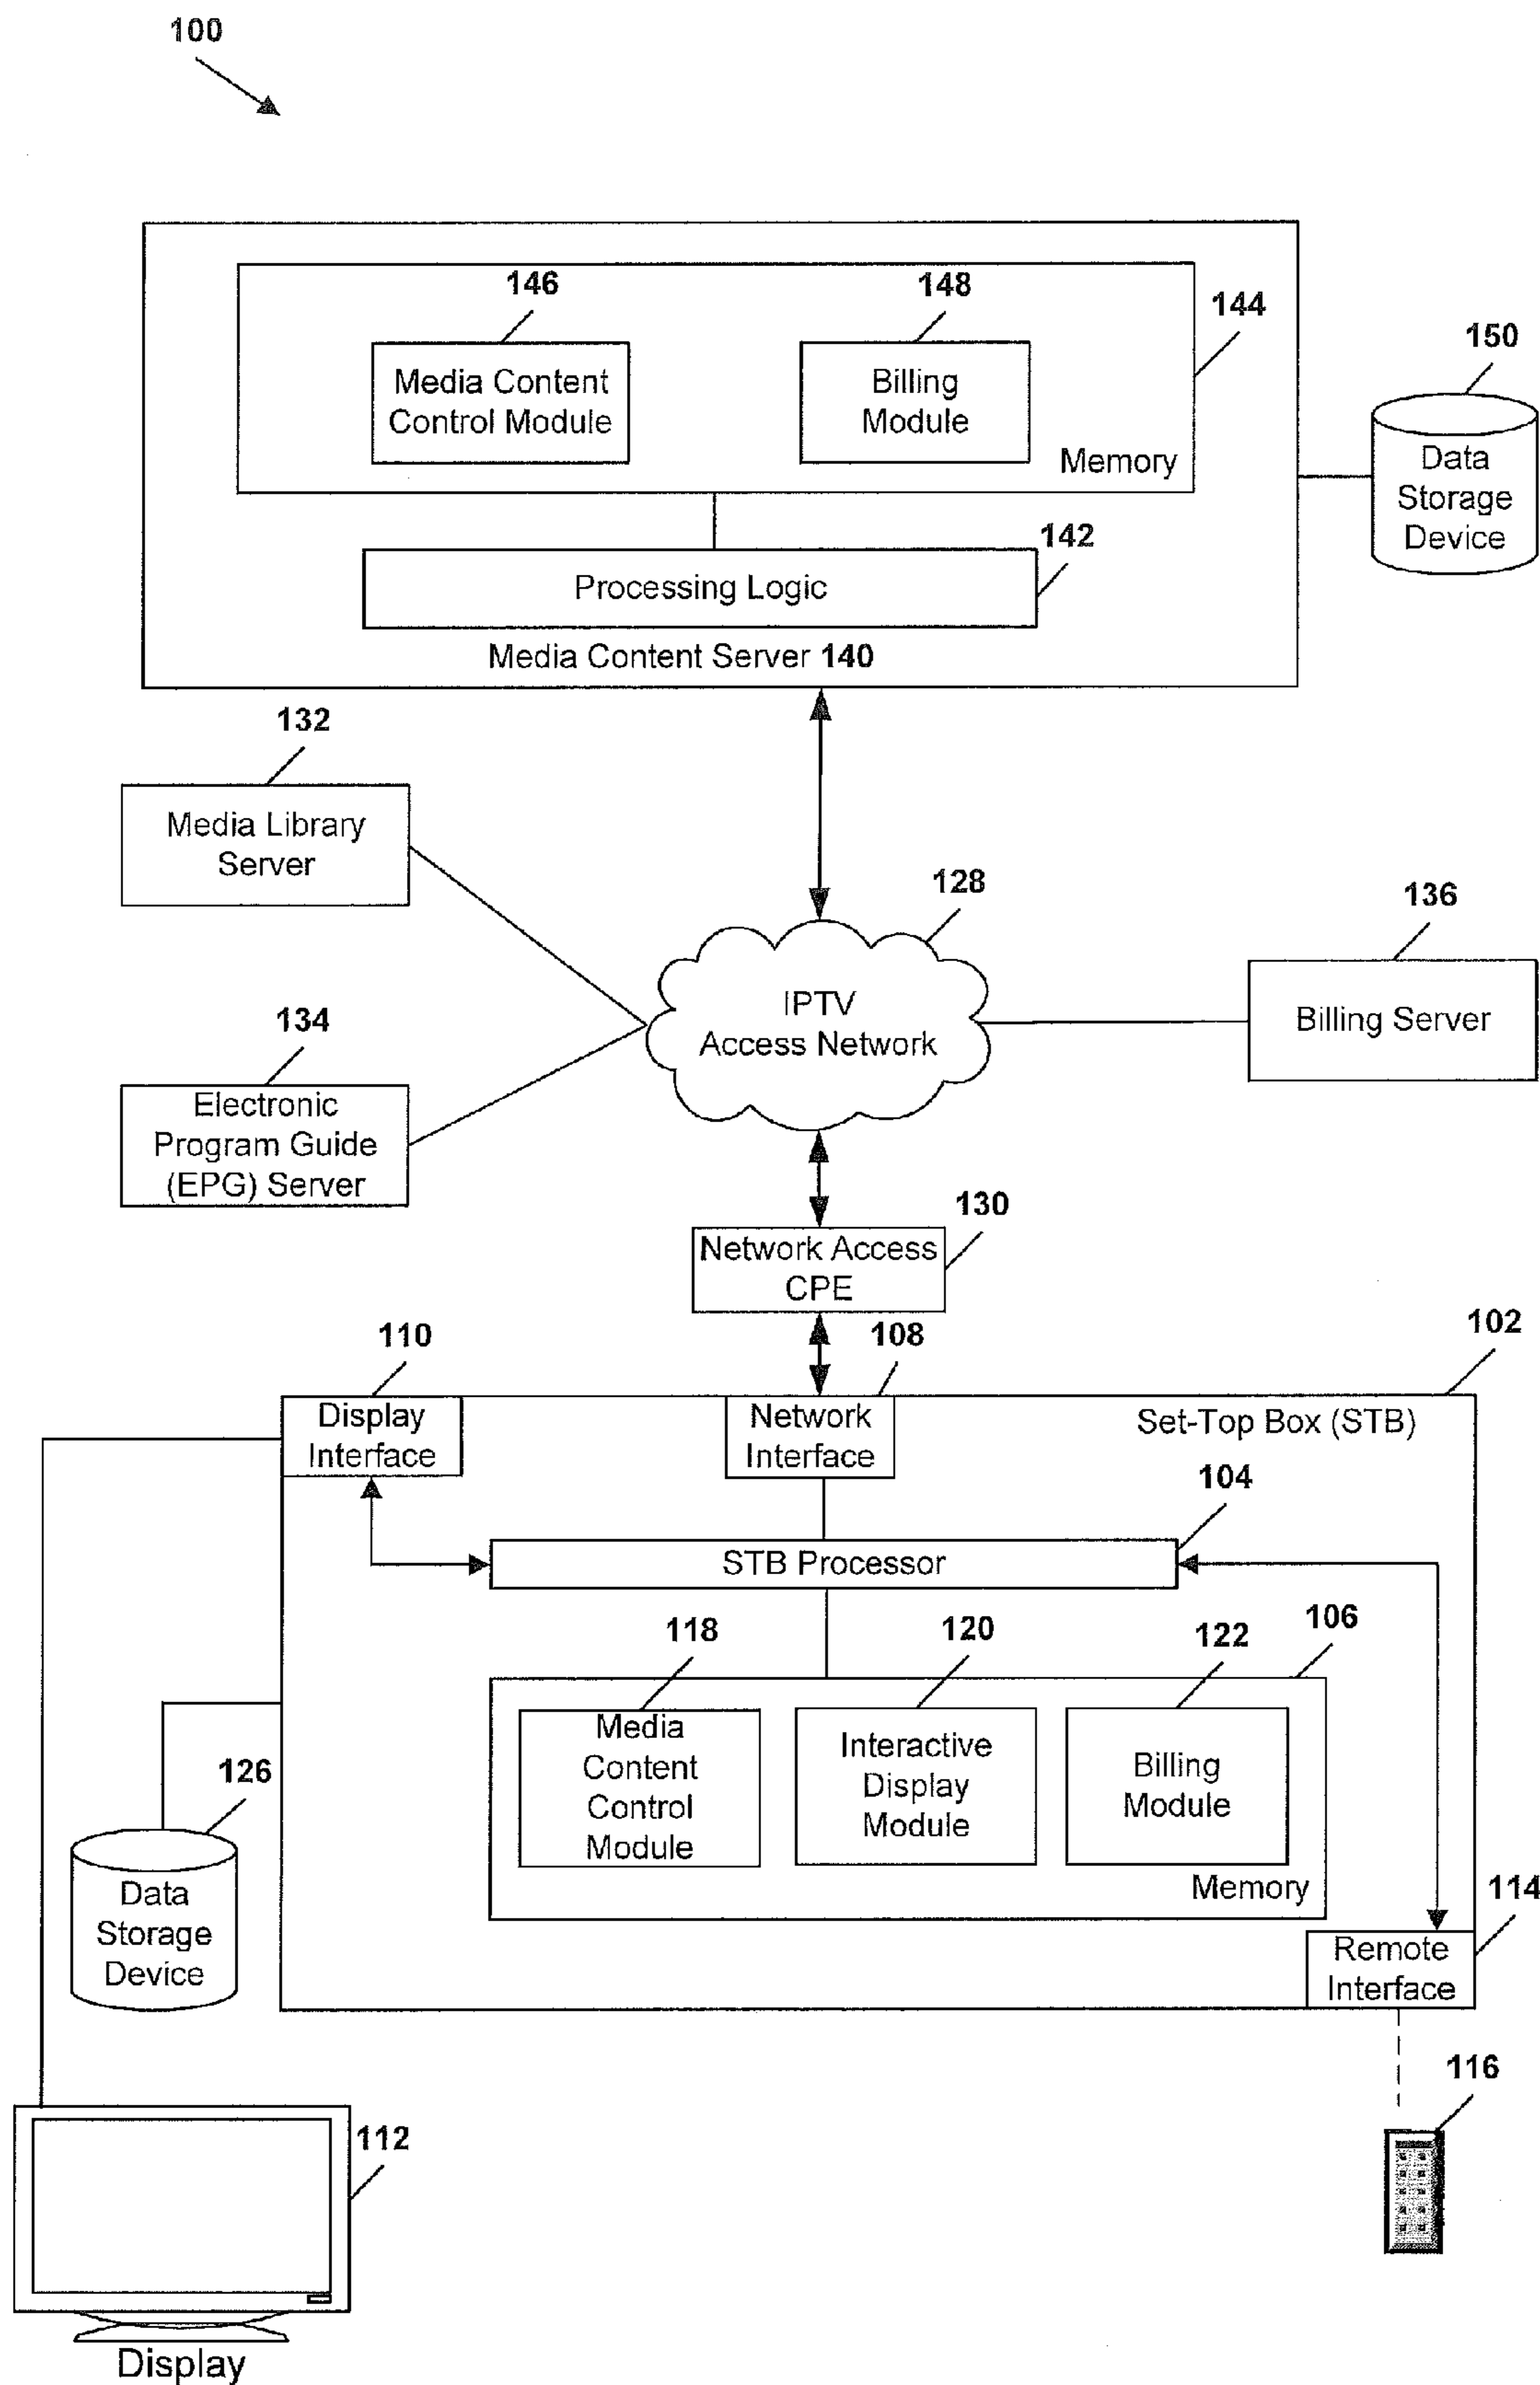 100
146
148
144
150
Media Content
Control Module
Billing
Module
Memory
Data
Storage
Device
142
Processing Logic
Media Content Server 140
132
Media Library
Server
128
136
IPTV
Access Network
Billing Server
134
Electronic
Program Guide
(EPG) Server
130
Network Access
CPE
110
108
102
Display
Interface
Network
Interface
Set-Top Box (STB)
104
STB Processor
118
120
122
106
Media
Content
Control
Module
Interactive
Display
Module
Billing
Module
Memory
126
Data
Storage
Device
114
Remote
Interface
116
112
Display